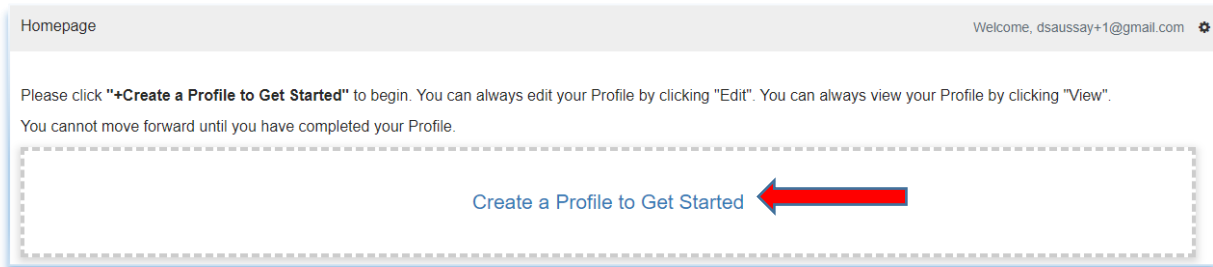 Homepage
Welcome, dsaussay+1@gmail.com
Please click "+Create a Profile to Get Started" to begin. You can always edit your Profile by clicking "Edit". You can always view your Profile by clicking "View".
You cannot move forward until you have completed your Profile.
Create a Profile to Get Started